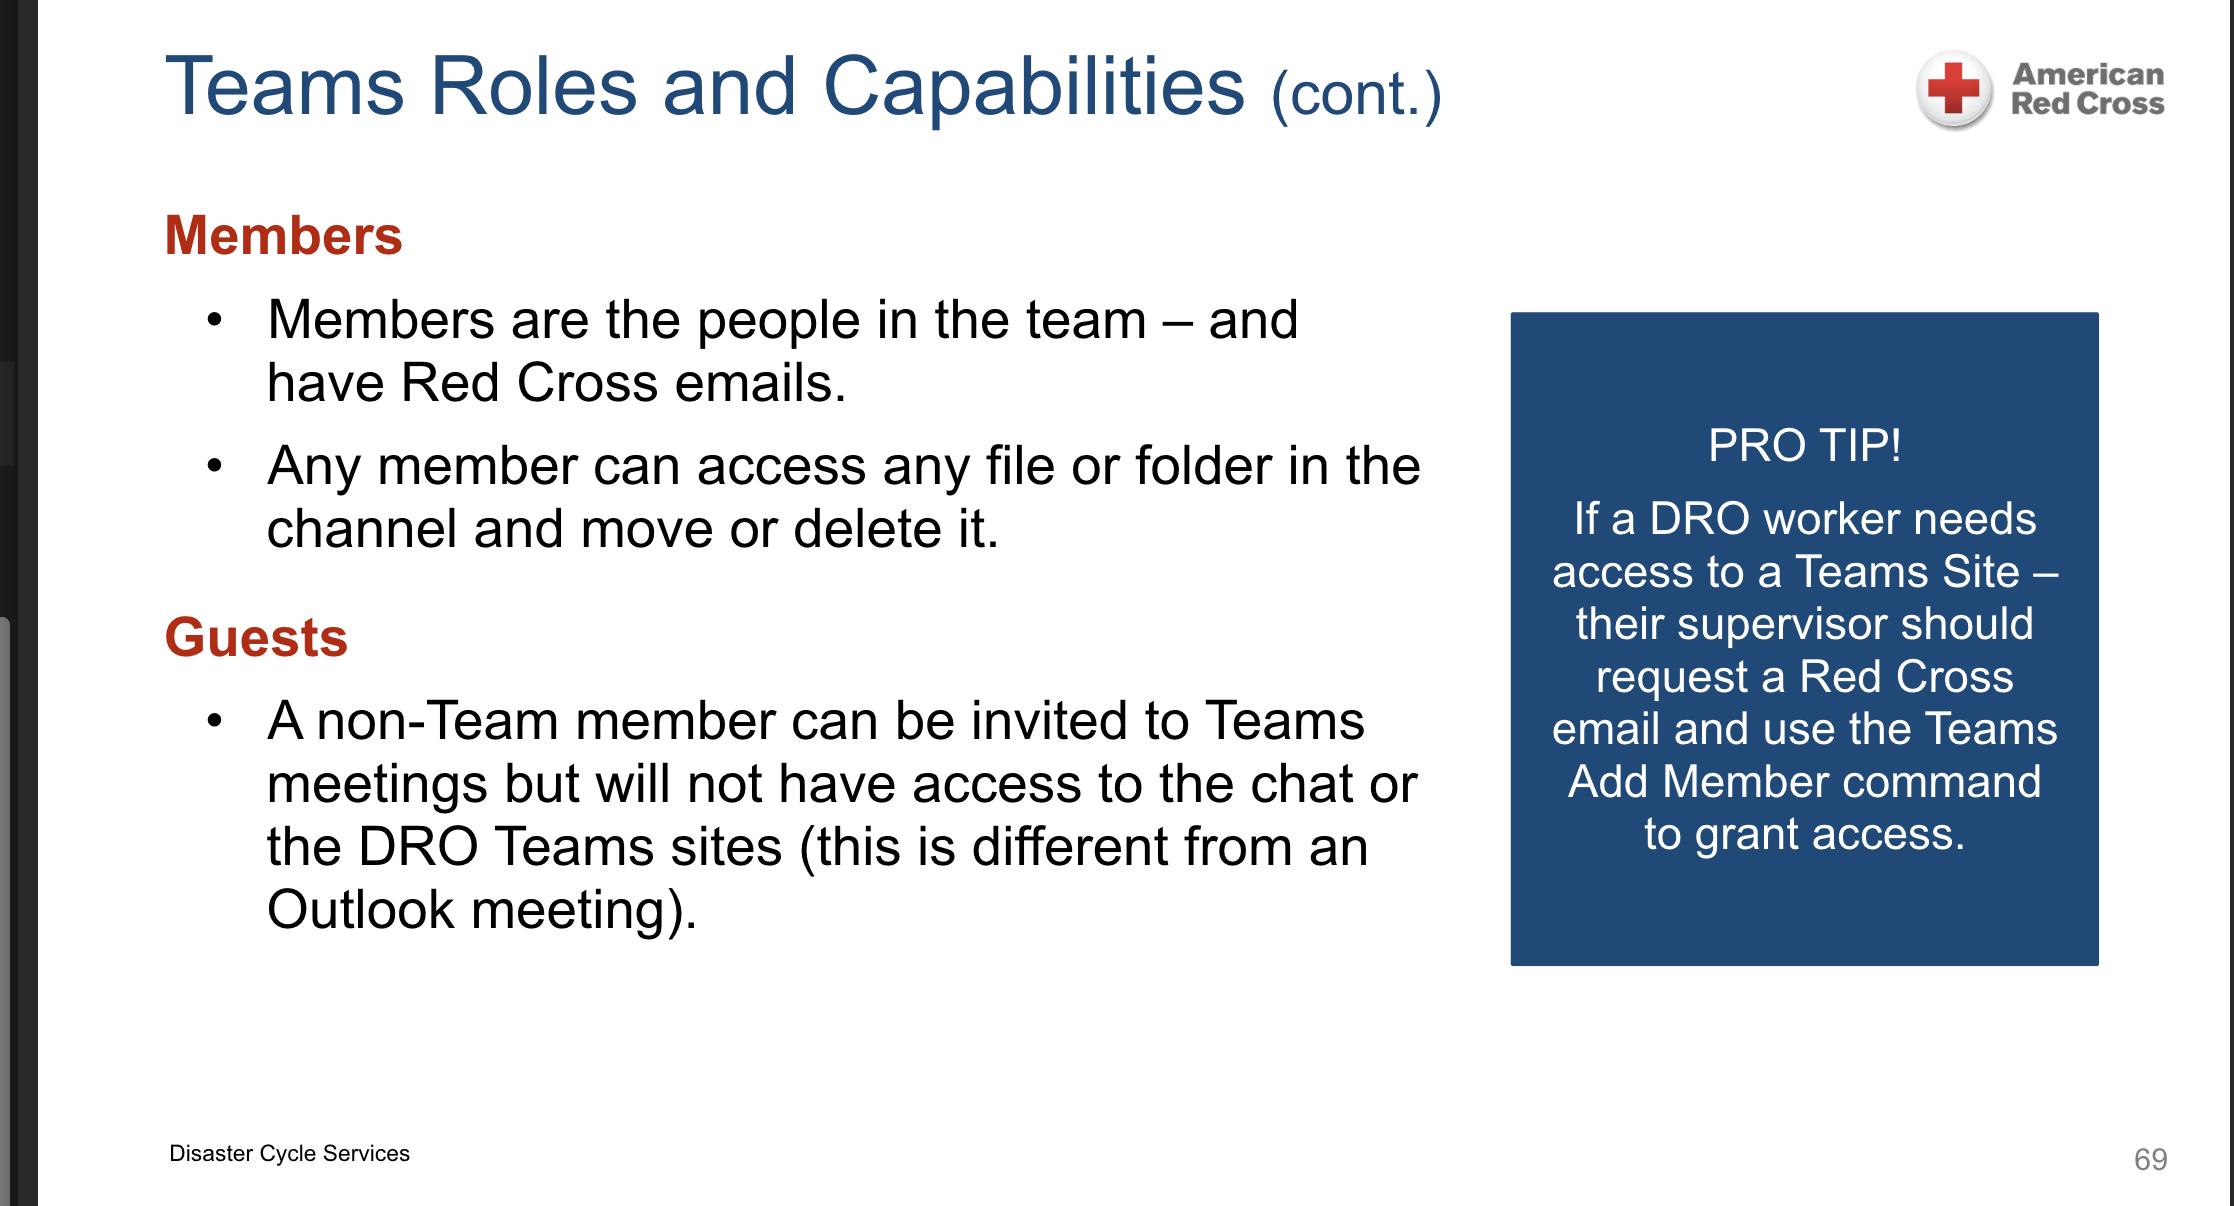 Teams Roles and Capabilities (cont.)
American
Red Cross
Members
• Members are the people in the team – and
have Red Cross emails.
• Any member can access any file or folder in the
channel and move or delete it.
Guests
• A non-Team member can be invited to Teams
meetings but will not have access to the chat or
the DRO Teams sites (this is different from an
Outlook meeting).
PRO TIP!
If a DRO worker needs
access to a Teams Site –
their supervisor should
request a Red Cross
email and use the Teams
Add Member command
to grant access.
Disaster Cycle Services
69